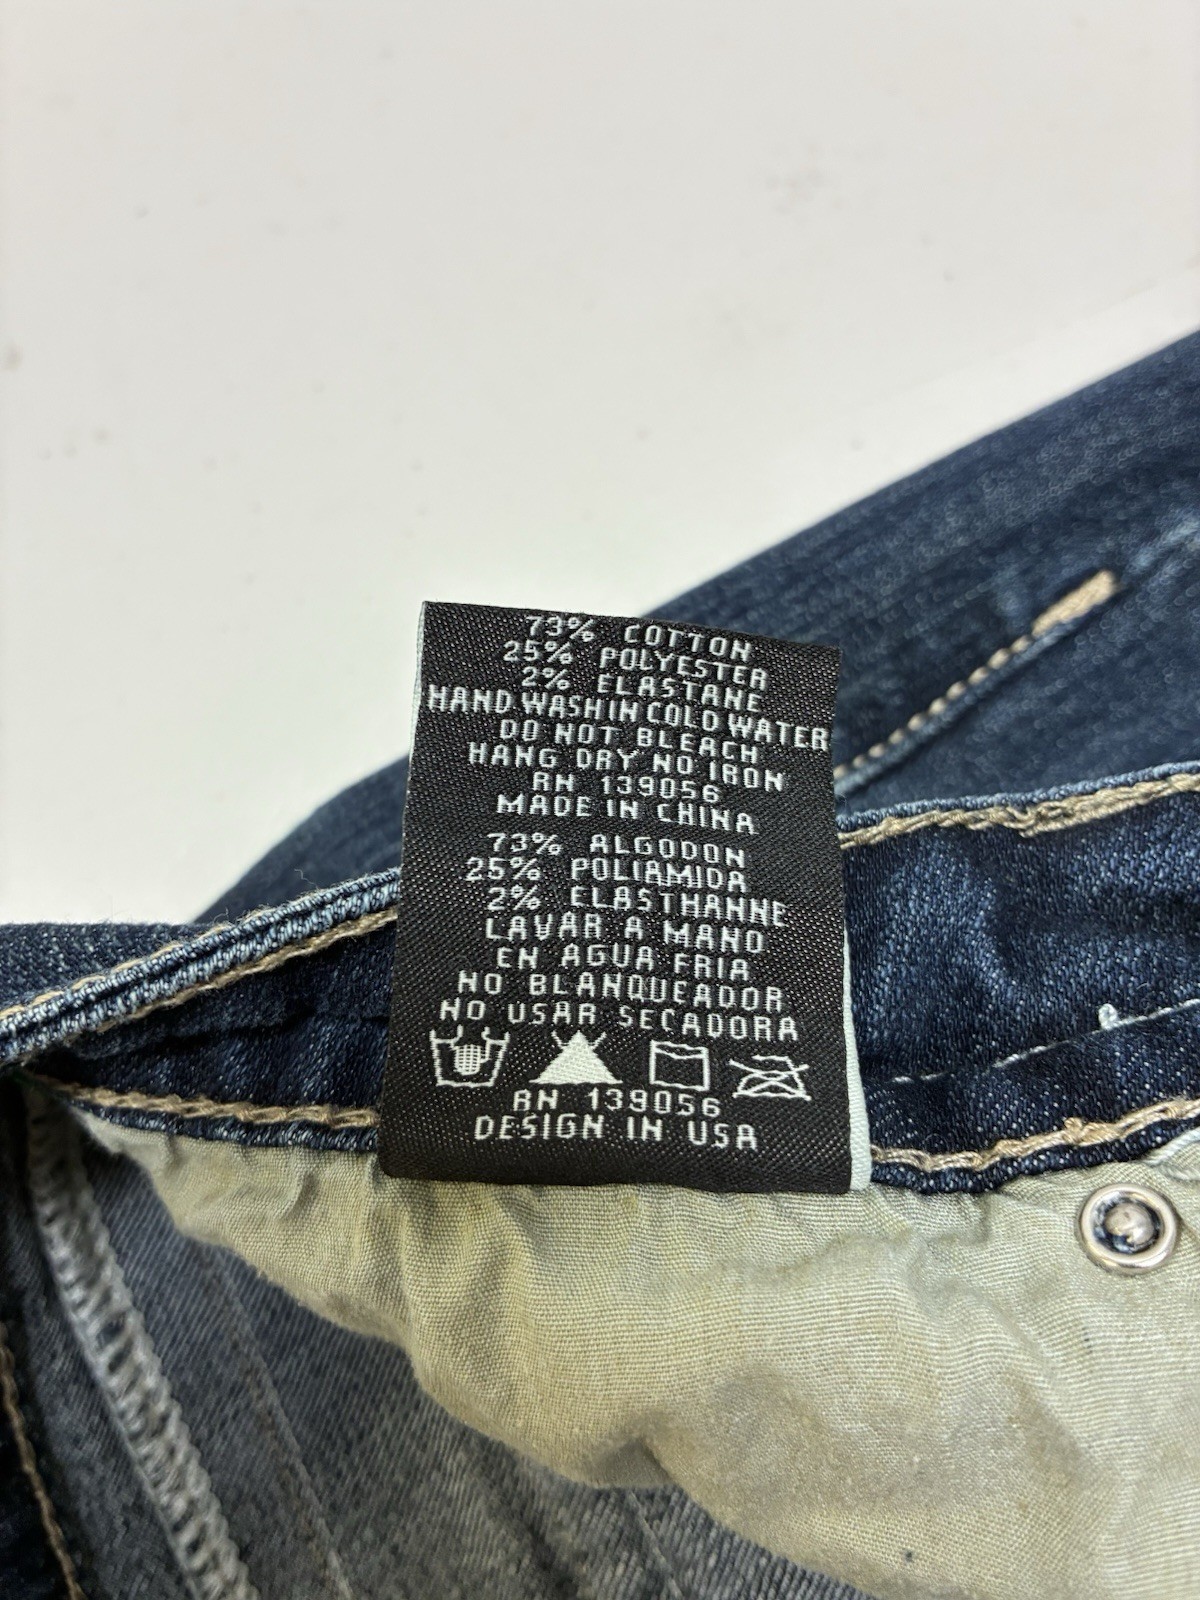 73% COTTON
25% POLYESTER
2% ELASTANE
HAND WASH IN COLD WATER
DO NOT BLEACH
HANG DRY NO IRON
RN 139056
MADE IN CHINA
73% ALGODON
25% POLIAMIDA
2% ELASTHANNE
LAVAR A MANO
EN AGUA FRIA
NO BLANQUEADOR
NO USAR SECADORA
RN 139056
DESIGN IN USA